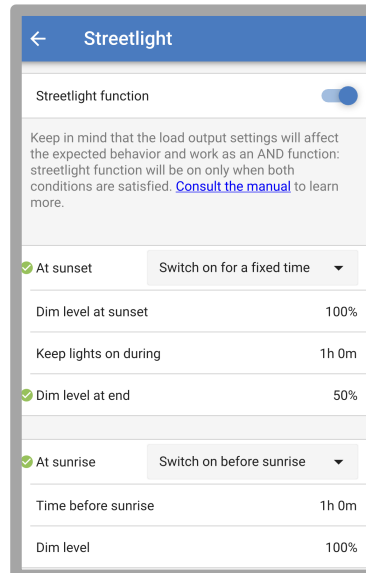 Streetlight
Streetlight function
Keep in mind that the load output settings will affect
the expected behavior and work as an AND function:
streetlight function will be on only when both
conditions are satisfied. Consult the manual to learn
more.
At sunset Switch on for a fixed time
Dim level at sunset 100%
Keep lights on during 1h 0m
Dim level at end 50%
At sunrise Switch on before sunrise
Time before sunrise 1h 0m
Dim level 100%